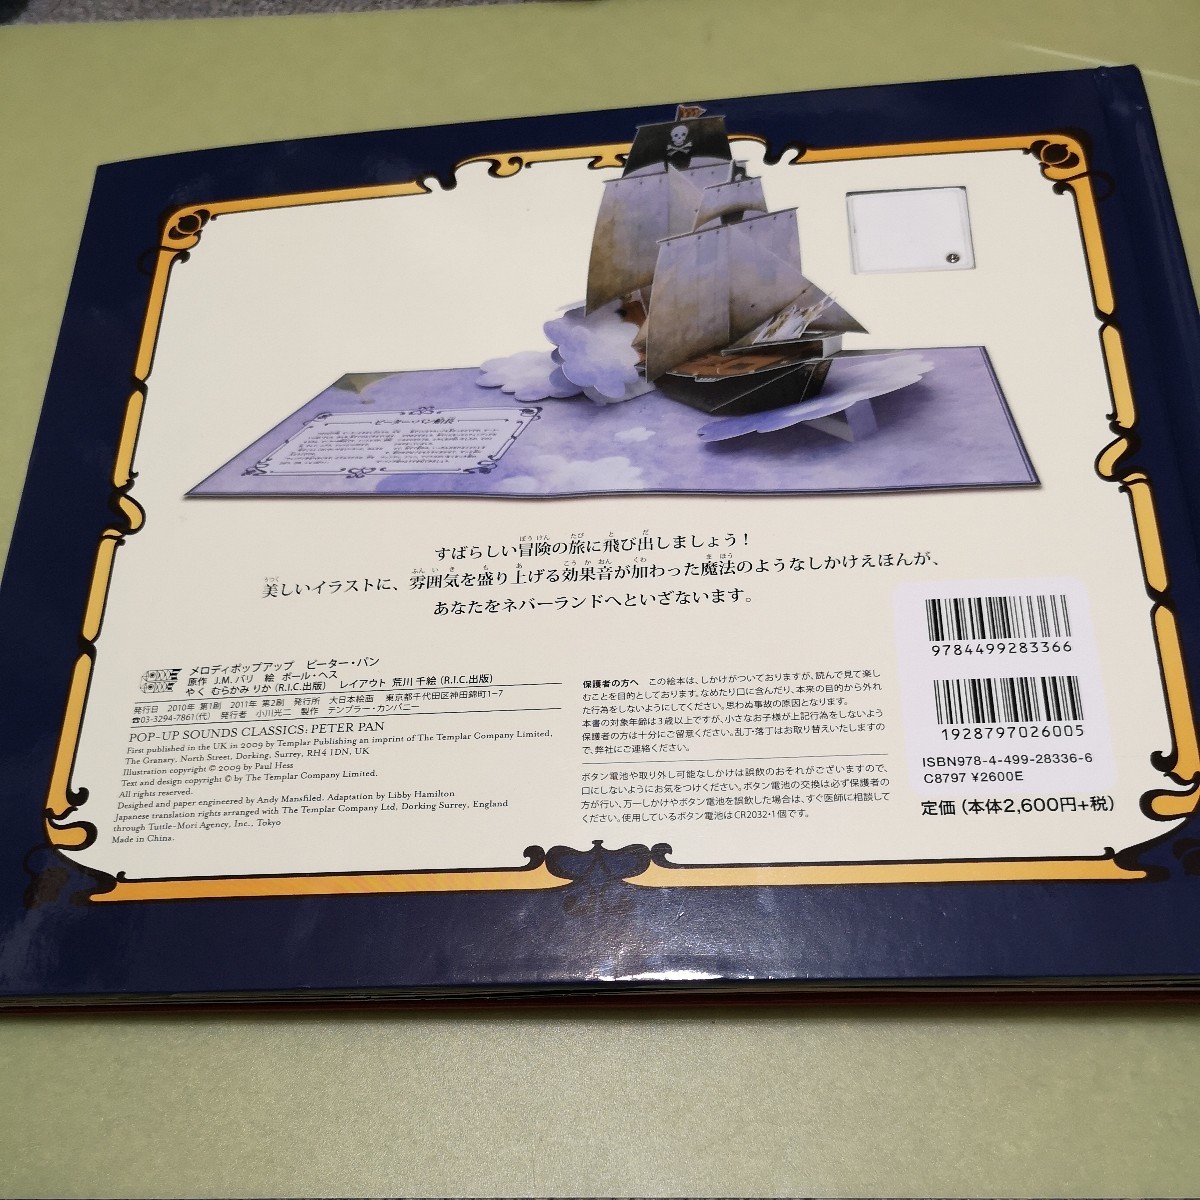 ピーター・パン船長
すばらしい冒険の旅に飛び出しましょう！
美しいイラストに、雰囲気を盛り上げる効果音が加わった魔法のようなしかけえほんが、
あなたをネバーランドへといざないます。
メロディポップアップ ピーター・パン
原作 J.M.バリ 絵 ポール・ヘス
やく むらかみ りか (R.I.C.出版) レイアウト 荒川 千絵 (R.I.C.出版)
発行日 2010年 第1刷 2011年 第2刷 発行所 大日本絵画 東京都千代田区神田錦町1-7
☎03-3294-7861(代) 発行者 小川光二 製作 テンプラー・カンパニー
POP-UP SOUNDS CLASSICS: PETER PAN
First published in the UK in 2009 by Templar Publishing an imprint of The Templar Company Limited,
The Granary, North Street, Dorking, Surrey, RH4 1DN, UK
Illustration copyright © 2009 by Paul Hess
Text and design copyright © by The Templar Company Limited.
All rights reserved.
Designed and paper engineered by Andy Mansfiled. Adaptation by Libby Hamilton
Japanese translation rights arranged with The Templar Company Ltd, Dorking Surrey, England
through Tuttle-Mori Agency, Inc., Tokyo
Made in China.
保護者の方へ この絵本は、しかけがついておりますが、読んで見て楽し
むことを目的としております。なめたり口に含んだり、本来の目的から外れ
た行為をしないようにしてください。思わぬ事故の原因となります。
本書の対象年齢は3歳以上ですが、小さなお子様が上記行為をしないよう
保護者の方は十分にご留意ください。乱丁・落丁はお取り替えいたしますの
で、弊社にご連絡ください。
ボタン電池や取り外し可能なしかけは誤飲のおそれがございますので、
口にしないようにお気をつけください。ボタン電池の交換は必ず保護者の
方が行い、万一しかけやボタン電池を誤飲した場合は、すぐ医師に相談して
ください。使用しているボタン電池はCR2032・1個です。
9784499283366
1928797026005
ISBN978-4-499-28336-6
C8797 ¥2600E
定価 (本体2,600円+税)